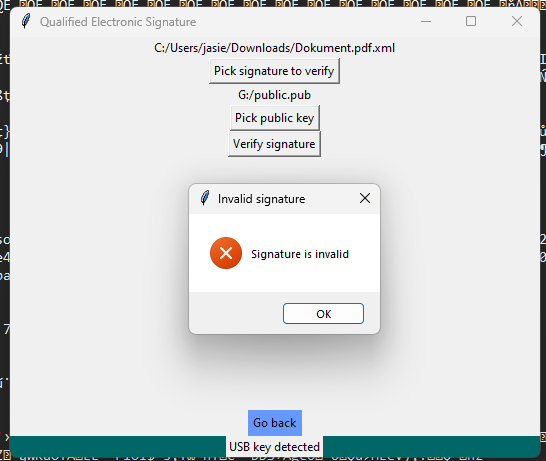 Qualified Electronic Signature
C:/Users/jasie/Downloads/Dokument.pdf.xml
Pick signature to verify
G:/public.pub
Pick public key
Verify signature
Invalid signature
Signature is invalid
OK
Go back
USB key detected